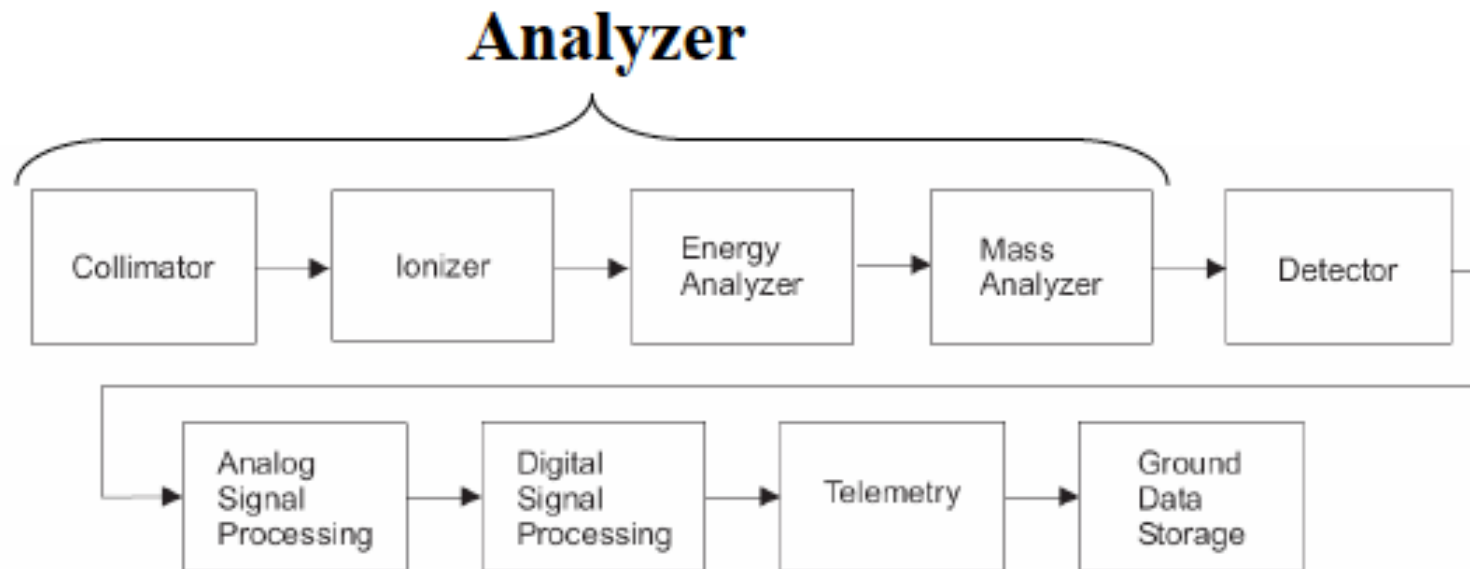 Analyzer
Collimator
Ionizer
Energy
Analyzer
Mass
Analyzer
Detector
Analog
Signal
Processing
Digital
Signal
Processing
Telemetry
Ground
Data
Storage